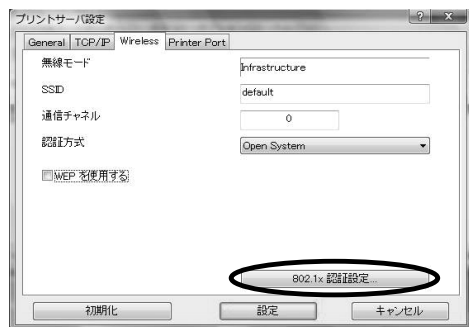 プリントサーバ設定
General TCP/IP Wireless Printer Port
無線モード Infrastructure
SSID default
通信チャネル 0
認証方式 Open System
WEP を使用する
802.1x 認証設定...
初期化 設定 キャンセル